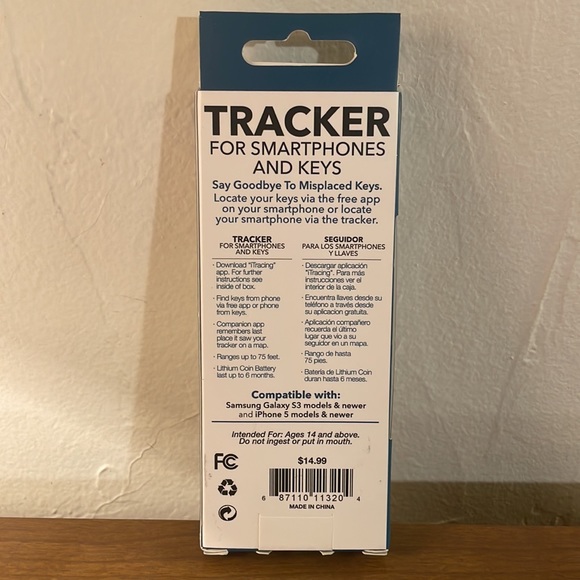 TRACKER
FOR SMARTPHONES
AND KEYS
Say Goodbye To Misplaced Keys.
Locate your keys via the free app
on your smartphone or locate
your smartphone via the tracker.
TRACKER
FOR SMARTPHONES
AND KEYS
· Download "iTracing"
app. For further
instructions see
inside of box.
· Find keys from phone
via free app or phone
from keys.
· Companion app
remembers last
place it saw your
tracker on a map.
· Ranges up to 75 feet.
· Lithium Coin Battery
last up to 6 months.
SEGUIDOR
PARA LOS SMARTPHONES
Y LLAVES
· Descargar aplicación
"iTracing". Para más
instrucciones ver el
interior de la caja.
· Encuentra llaves desde su
teléfono a través desde
su aplicacion gratuita.
· Aplicación compañero
recuerda el último
lugar que vio a su
seguidor en un mapa.
· Rango de hasta
75 pies.
· Batería de Lithium Coin
duran hasta 6 meses.
Compatible with:
Samsung Galaxy S3 models & newer
and iPhone 5 models & newer
Intended For: Ages 14 and above.
Do not ingest or put in mouth.
FC
$14.99
6 87110 11320 4
MADE IN CHINA